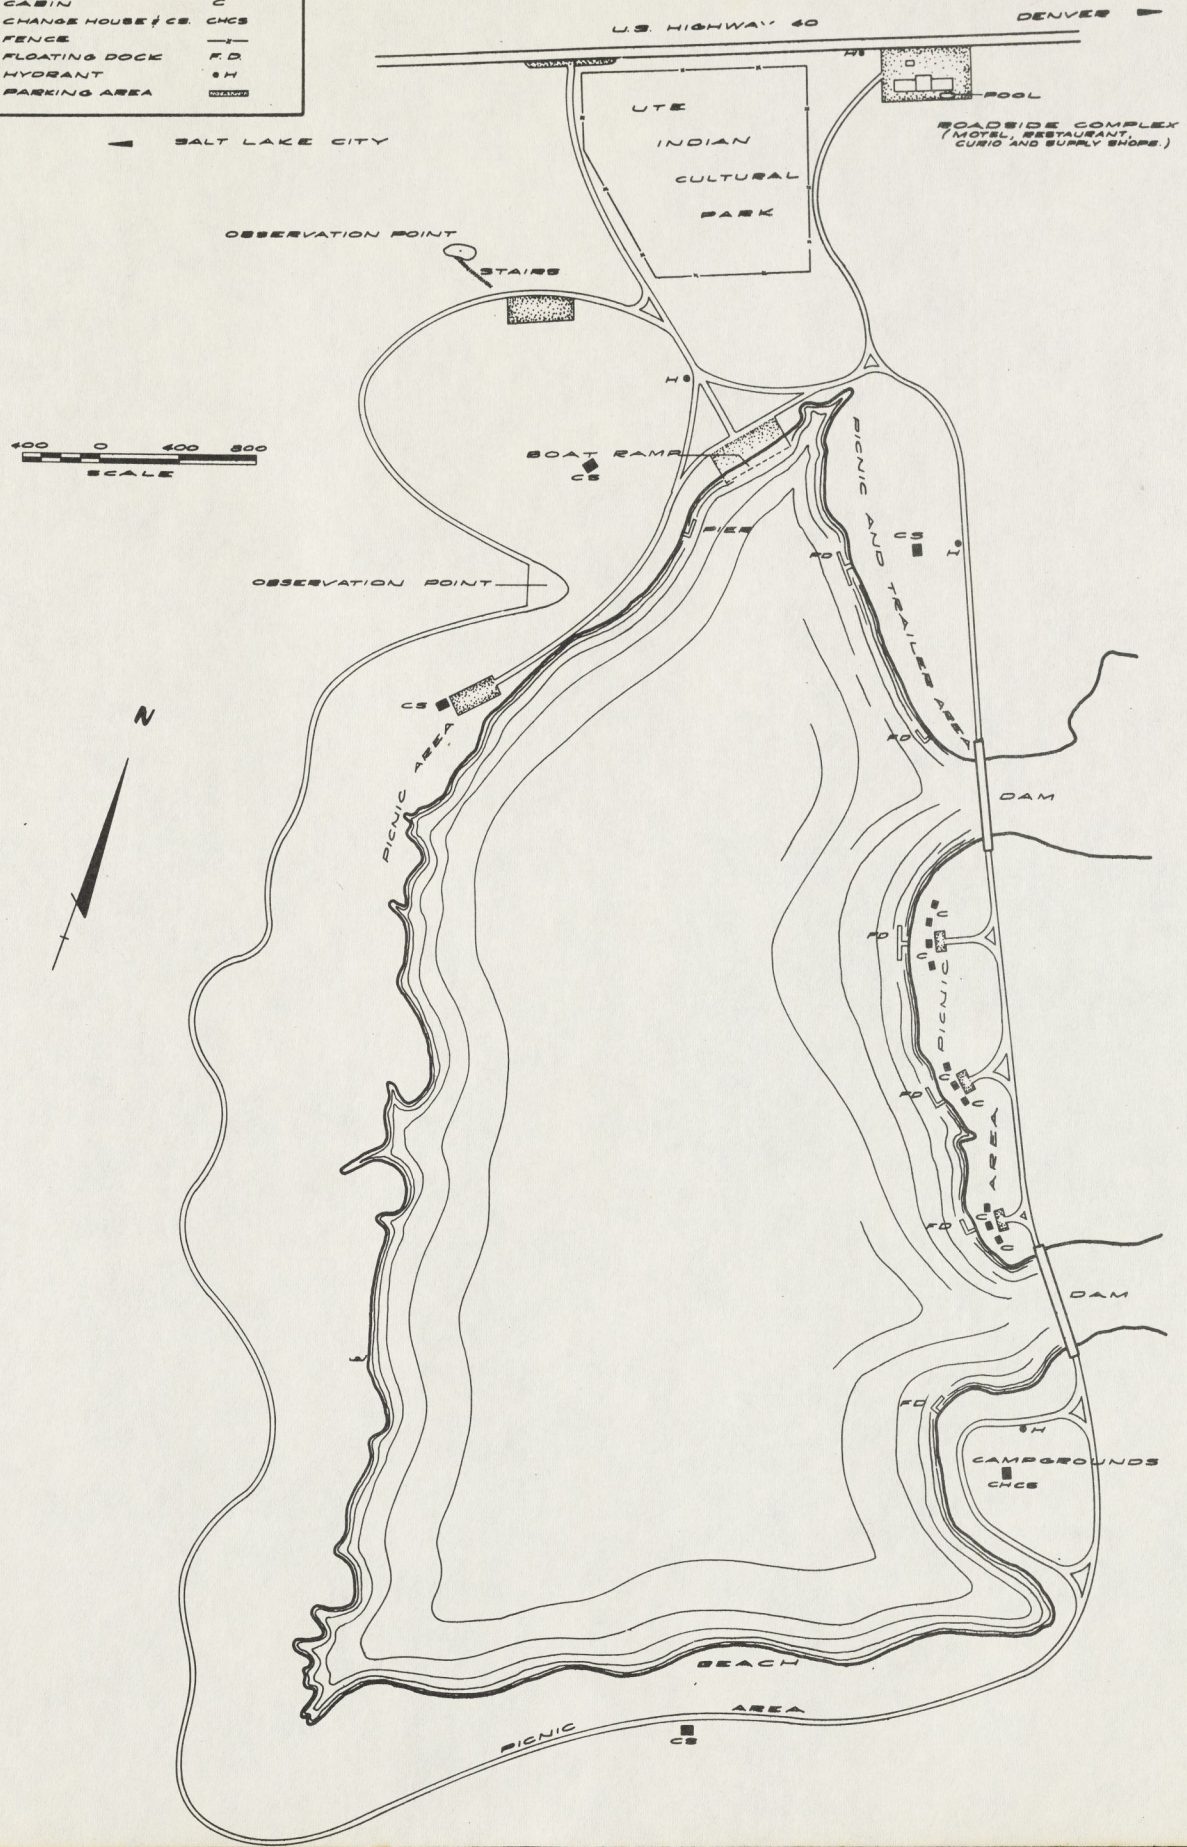 CABIN C
CHANGE HOUSE & CS. CHCS
FENCE
FLOATING DOCK F.D.
HYDRANT H
PARKING AREA
U.S. HIGHWAY 40
DENVER
SALT LAKE CITY
H
POOL
ROADSIDE COMPLEX
(MOTEL, RESTAURANT,
CURIO AND SUPPLY SHOPS.)
UTE
INDIAN
CULTURAL
PARK
OBSERVATION POINT
STAIRS
H
400 0 400 800
SCALE
BOAT RAMP
CS
PIER
PICNIC AND TRAILER AREA
CS
H
FD
OBSERVATION POINT
CS
PICNIC AREA
N
FD
DAM
C
FD
C
PICNIC
AREA
C
FD
C
C
FD
C
DAM
FD
H
CAMPGROUNDS
CHCS
BEACH
AREA
PICNIC
CS